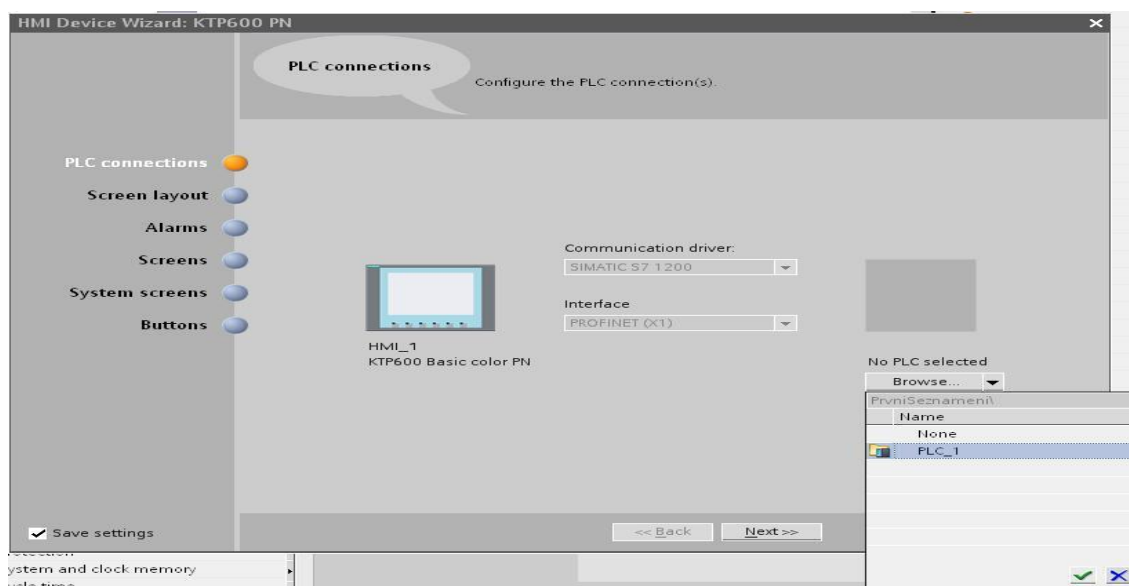 HMI Device Wizard: KTP600 PN
PLC connections
Configure the PLC connection(s).
PLC connections
Screen layout
Alarms
Screens
System screens
Buttons
Communication driver:
SIMATIC S7 1200
Interface
PROFINET (X1)
HMI_1
KTP600 Basic color PN
No PLC selected
Browse...
PrvniSeznameni\
Name
None
PLC_1
Save settings
<< Back
Next >>
ystem and clock memory